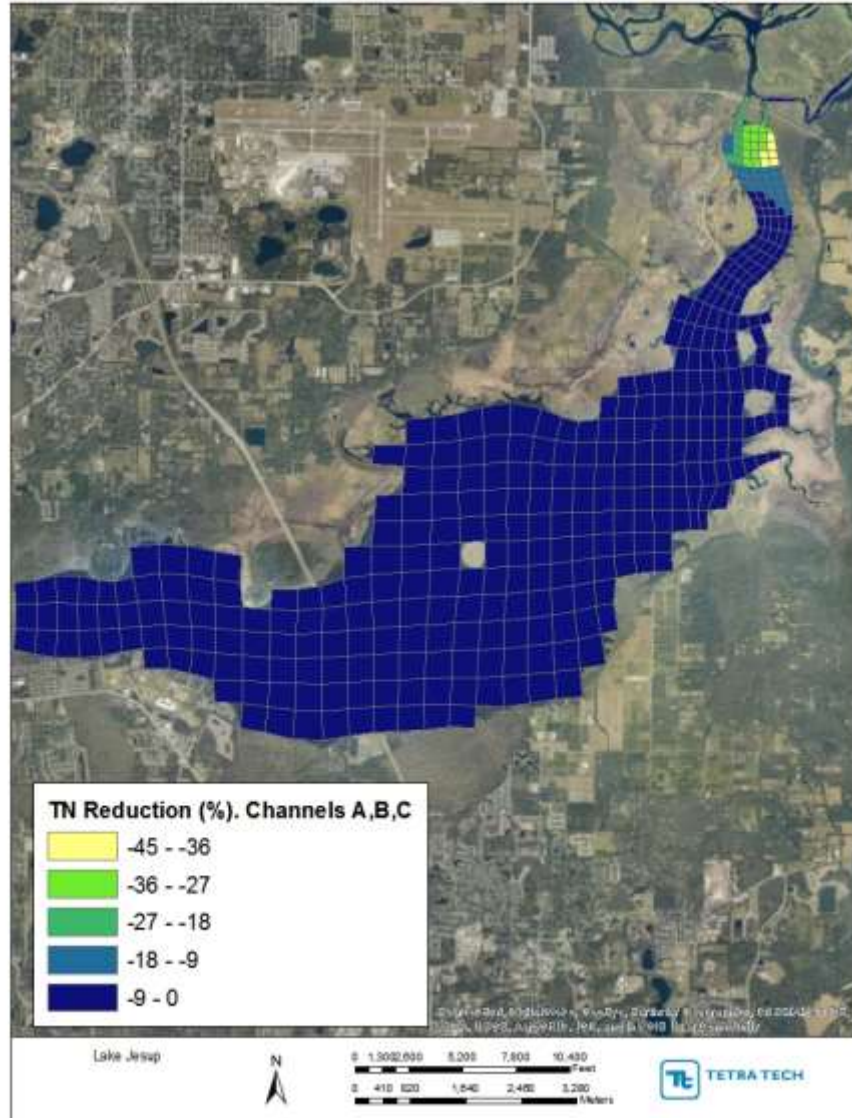 TN Reduction (%). Channels A,B,C
-45 - -36
-36 - -27
-27 - -18
-18 - -9
-9 - 0
Lake Jesup
N
0 1,300 2,600 5,200 7,800 10,400
Feet
0 410 820 1,640 2,460 3,280
Meters
Tt TETRA TECH